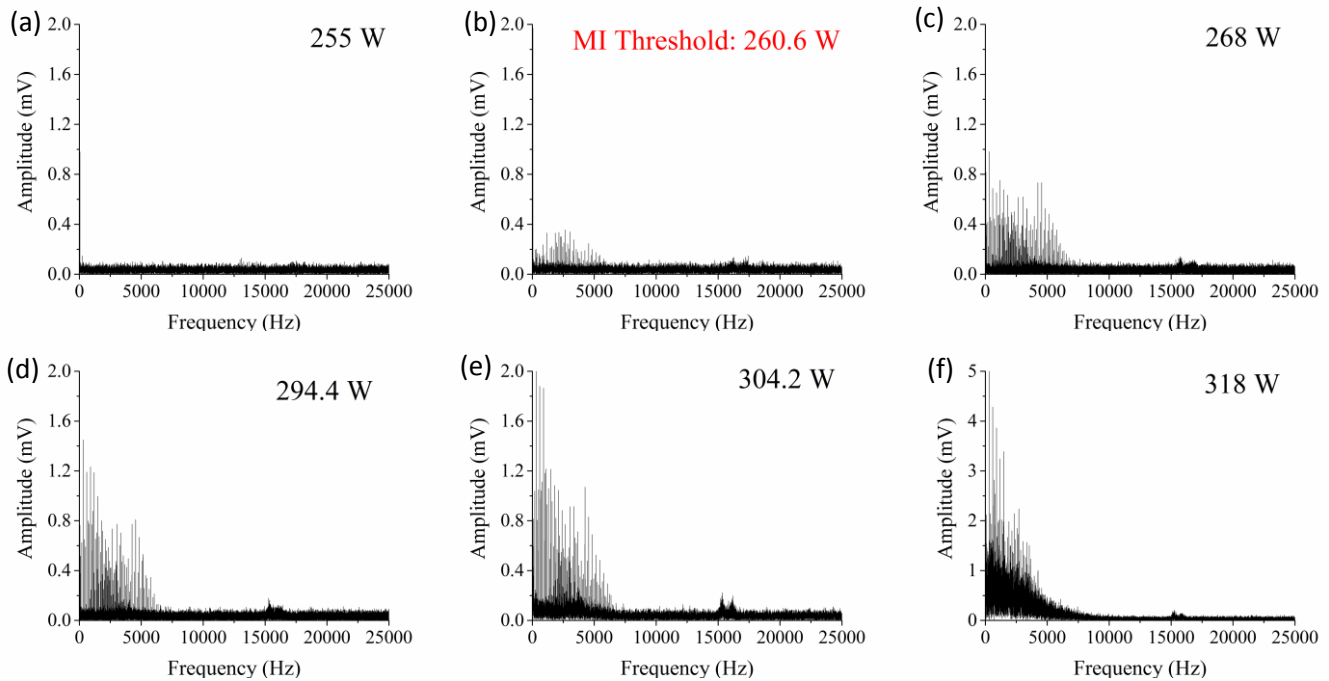 (a)
255 W
2.0
1.6
1.2
0.8
0.4
0.0
Amplitude (mV)
0 5000 10000 15000 20000 25000
Frequency (Hz)
(b)
MI Threshold: 260.6 W
2.0
1.6
1.2
0.8
0.4
0.0
Amplitude (mV)
0 5000 10000 15000 20000 25000
Frequency (Hz)
(c)
268 W
2.0
1.6
1.2
0.8
0.4
0.0
Amplitude (mV)
0 5000 10000 15000 20000 25000
Frequency (Hz)
(d)
294.4 W
2.0
1.6
1.2
0.8
0.4
0.0
Amplitude (mV)
0 5000 10000 15000 20000 25000
Frequency (Hz)
(e)
304.2 W
2.0
1.6
1.2
0.8
0.4
0.0
Amplitude (mV)
0 5000 10000 15000 20000 25000
Frequency (Hz)
(f)
318 W
5
4
3
2
1
0
Amplitude (mV)
0 5000 10000 15000 20000 25000
Frequency (Hz)